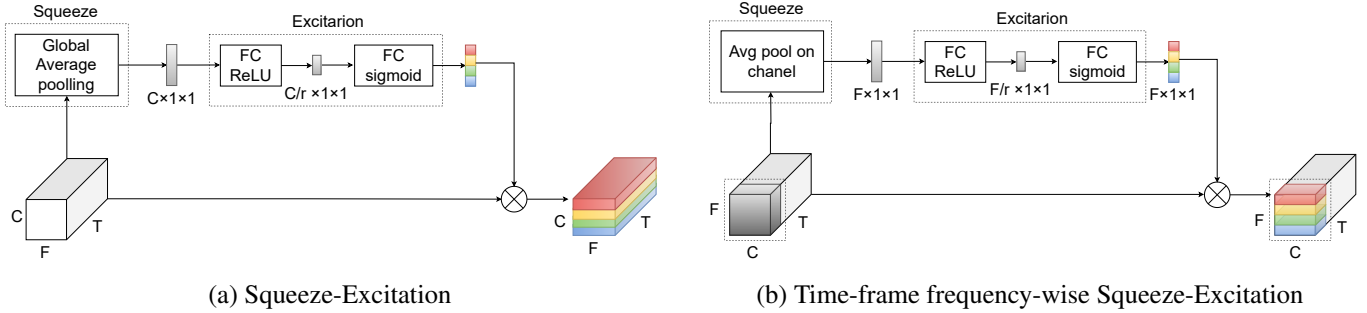 Squeeze
Excitarion
Global
Average
poolling
FC
ReLU
FC
sigmoid
C×1×1
C/r ×1×1
C
F
T
C
F
T
(a) Squeeze-Excitation
Squeeze
Excitarion
Avg pool on
chanel
FC
ReLU
FC
sigmoid
F×1×1
F/r ×1×1
F×1×1
F
C
T
F
C
T
(b) Time-frame frequency-wise Squeeze-Excitation